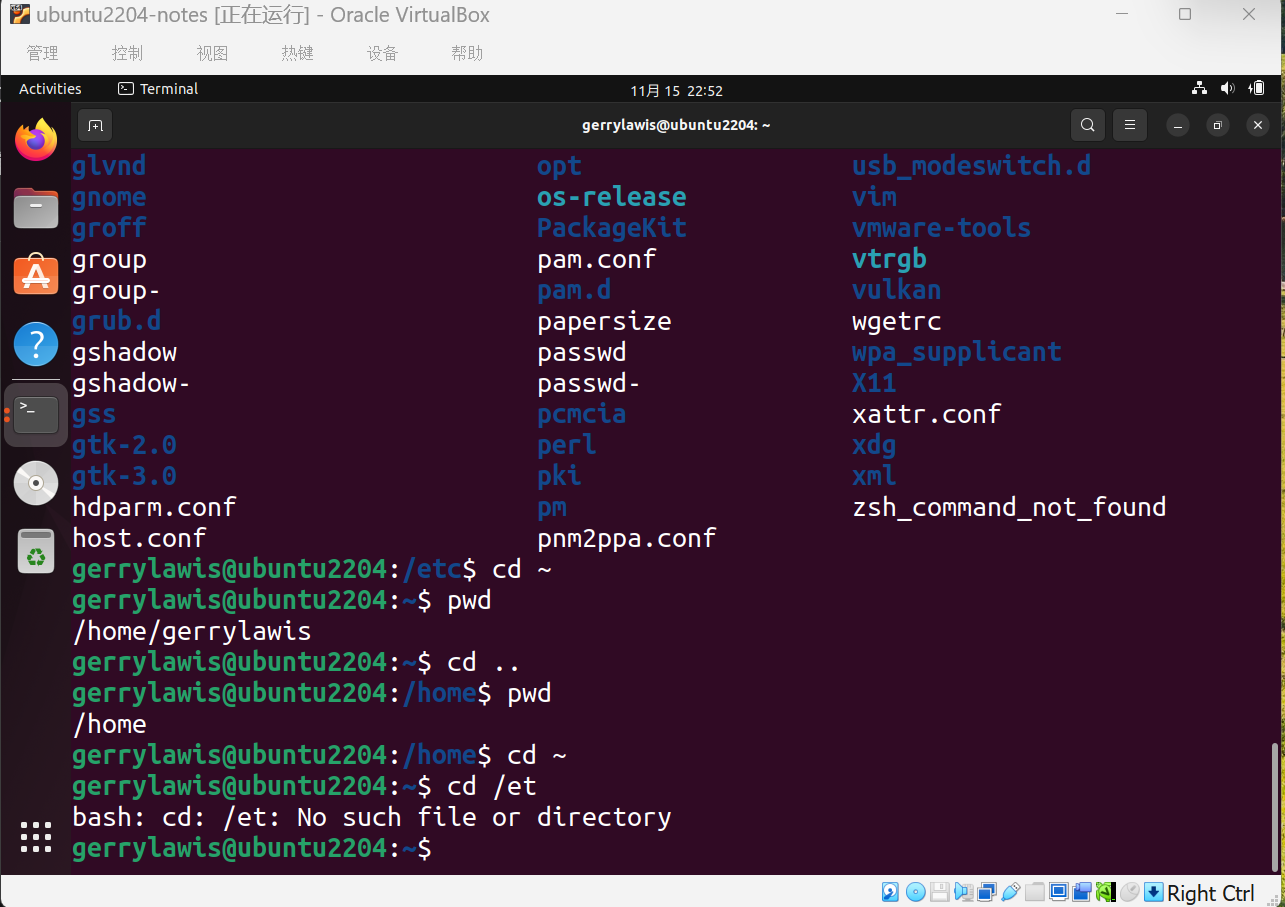 ubuntu2204-notes [正在运行] - Oracle VirtualBox
管理 控制 视图 热键 设备 帮助
Activities Terminal 11月 15 22:52
gerrylawis@ubuntu2204: ~
glvnd opt usb_modeswitch.d
gnome os-release vim
groff PackageKit vmware-tools
group pam.conf vtrgb
group- pam.d vulkan
grub.d papersize wgetrc
gshadow passwd wpa_supplicant
gshadow- passwd- X11
gss pcmcia xattr.conf
gtk-2.0 perl xdg
gtk-3.0 pki xml
hdparm.conf pm zsh_command_not_found
host.conf pnm2ppa.conf
gerrylawis@ubuntu2204:/etc$ cd ~
gerrylawis@ubuntu2204:~$ pwd
/home/gerrylawis
gerrylawis@ubuntu2204:~$ cd ..
gerrylawis@ubuntu2204:/home$ pwd
/home
gerrylawis@ubuntu2204:/home$ cd ~
gerrylawis@ubuntu2204:~$ cd /et
bash: cd: /et: No such file or directory
gerrylawis@ubuntu2204:~$
Right Ctrl